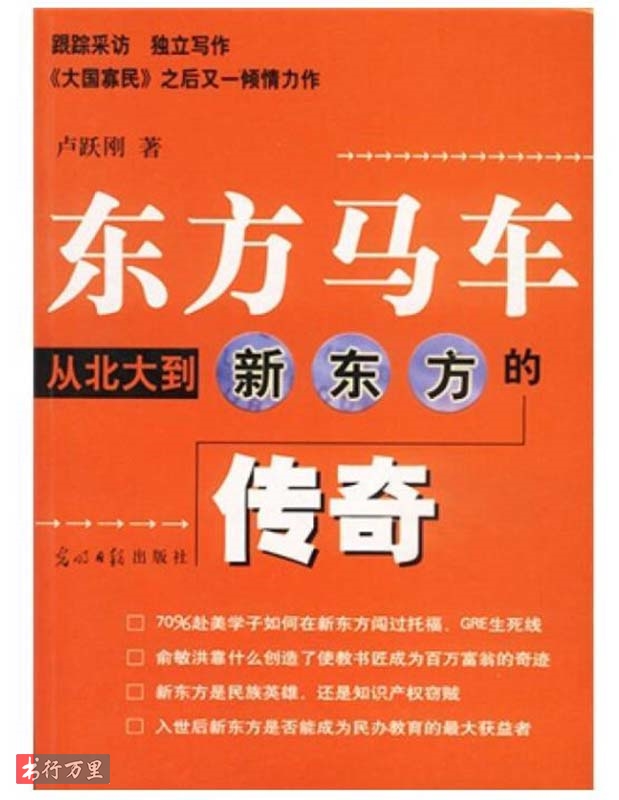 跟踪采访 独立写作
《大国寡民》之后又一倾情力作
卢跃刚 著
东方马车
从北大到新东方的
传奇
光明日报出版社
□ 70%赴美学子如何在新东方闯过托福、GRE生死线
□ 俞敏洪靠什么创造了使教书匠成为百万富翁的奇迹
□ 新东方是民族英雄，还是知识产权窃贼
□ 入世后新东方是否能成为民办教育的最大获益者
书行万里